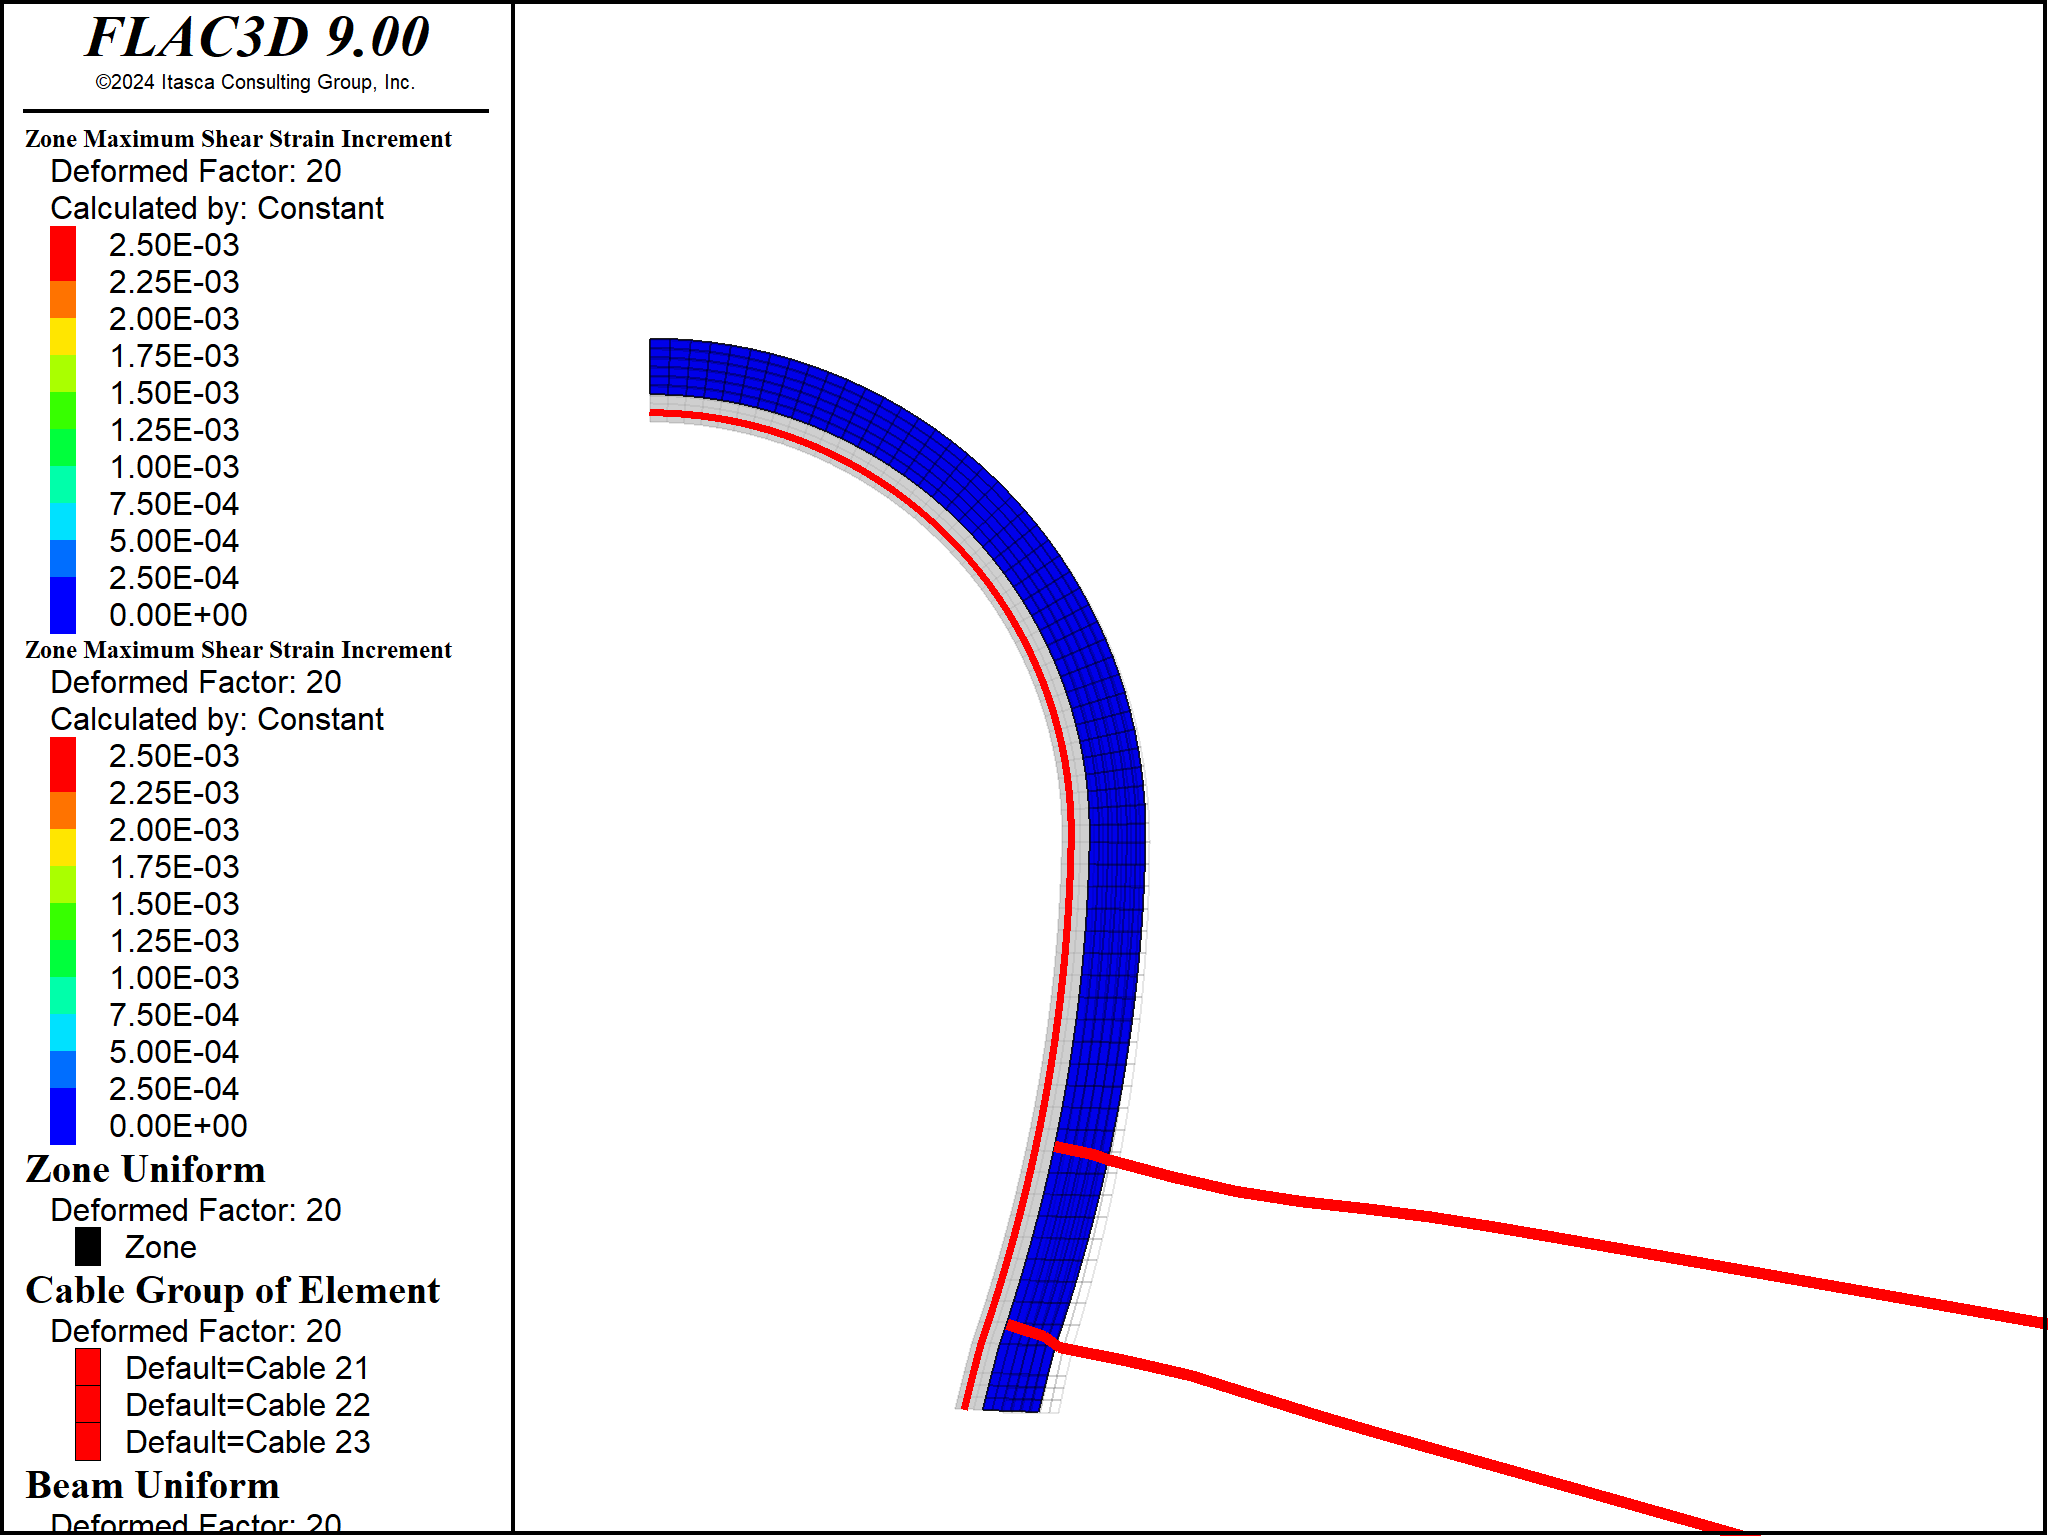 FLAC3D 9.00
©2024 Itasca Consulting Group, Inc.
Zone Maximum Shear Strain Increment
Deformed Factor: 20
Calculated by: Constant
2.50E-03
2.25E-03
2.00E-03
1.75E-03
1.50E-03
1.25E-03
1.00E-03
7.50E-04
5.00E-04
2.50E-04
0.00E+00
Zone Maximum Shear Strain Increment
Deformed Factor: 20
Calculated by: Constant
2.50E-03
2.25E-03
2.00E-03
1.75E-03
1.50E-03
1.25E-03
1.00E-03
7.50E-04
5.00E-04
2.50E-04
0.00E+00
Zone Uniform
Deformed Factor: 20
Zone
Cable Group of Element
Deformed Factor: 20
Default=Cable 21
Default=Cable 22
Default=Cable 23
Beam Uniform
Deformed Factor: 20